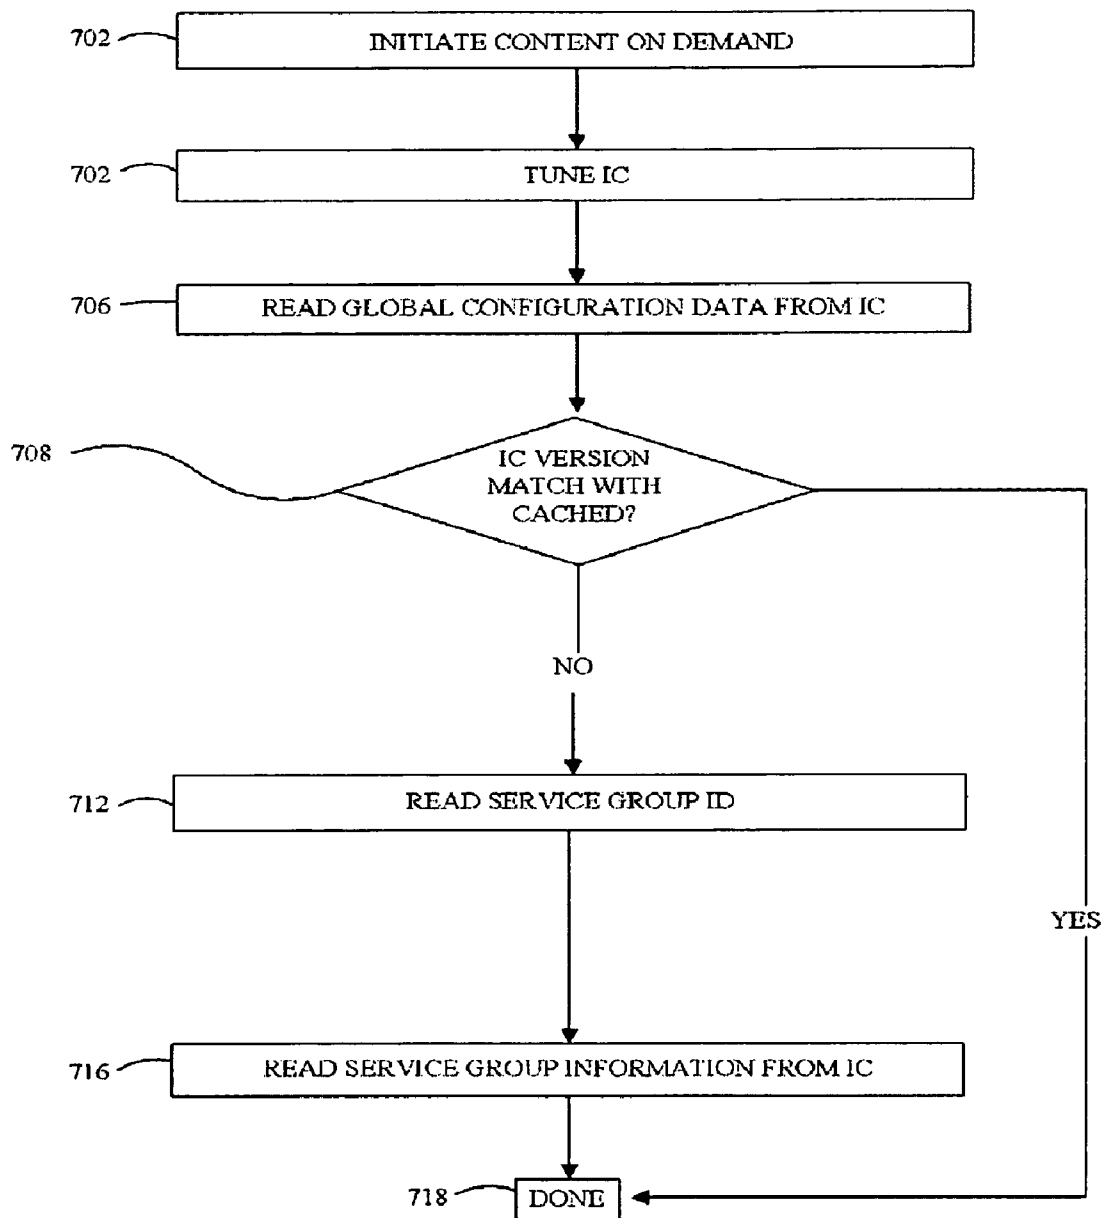 702 INITIATE CONTENT ON DEMAND
702 TUNE IC
706 READ GLOBAL CONFIGURATION DATA FROM IC
708
IC VERSION
MATCH WITH
CACHED?
NO
712 READ SERVICE GROUP ID
YES
716 READ SERVICE GROUP INFORMATION FROM IC
718 DONE